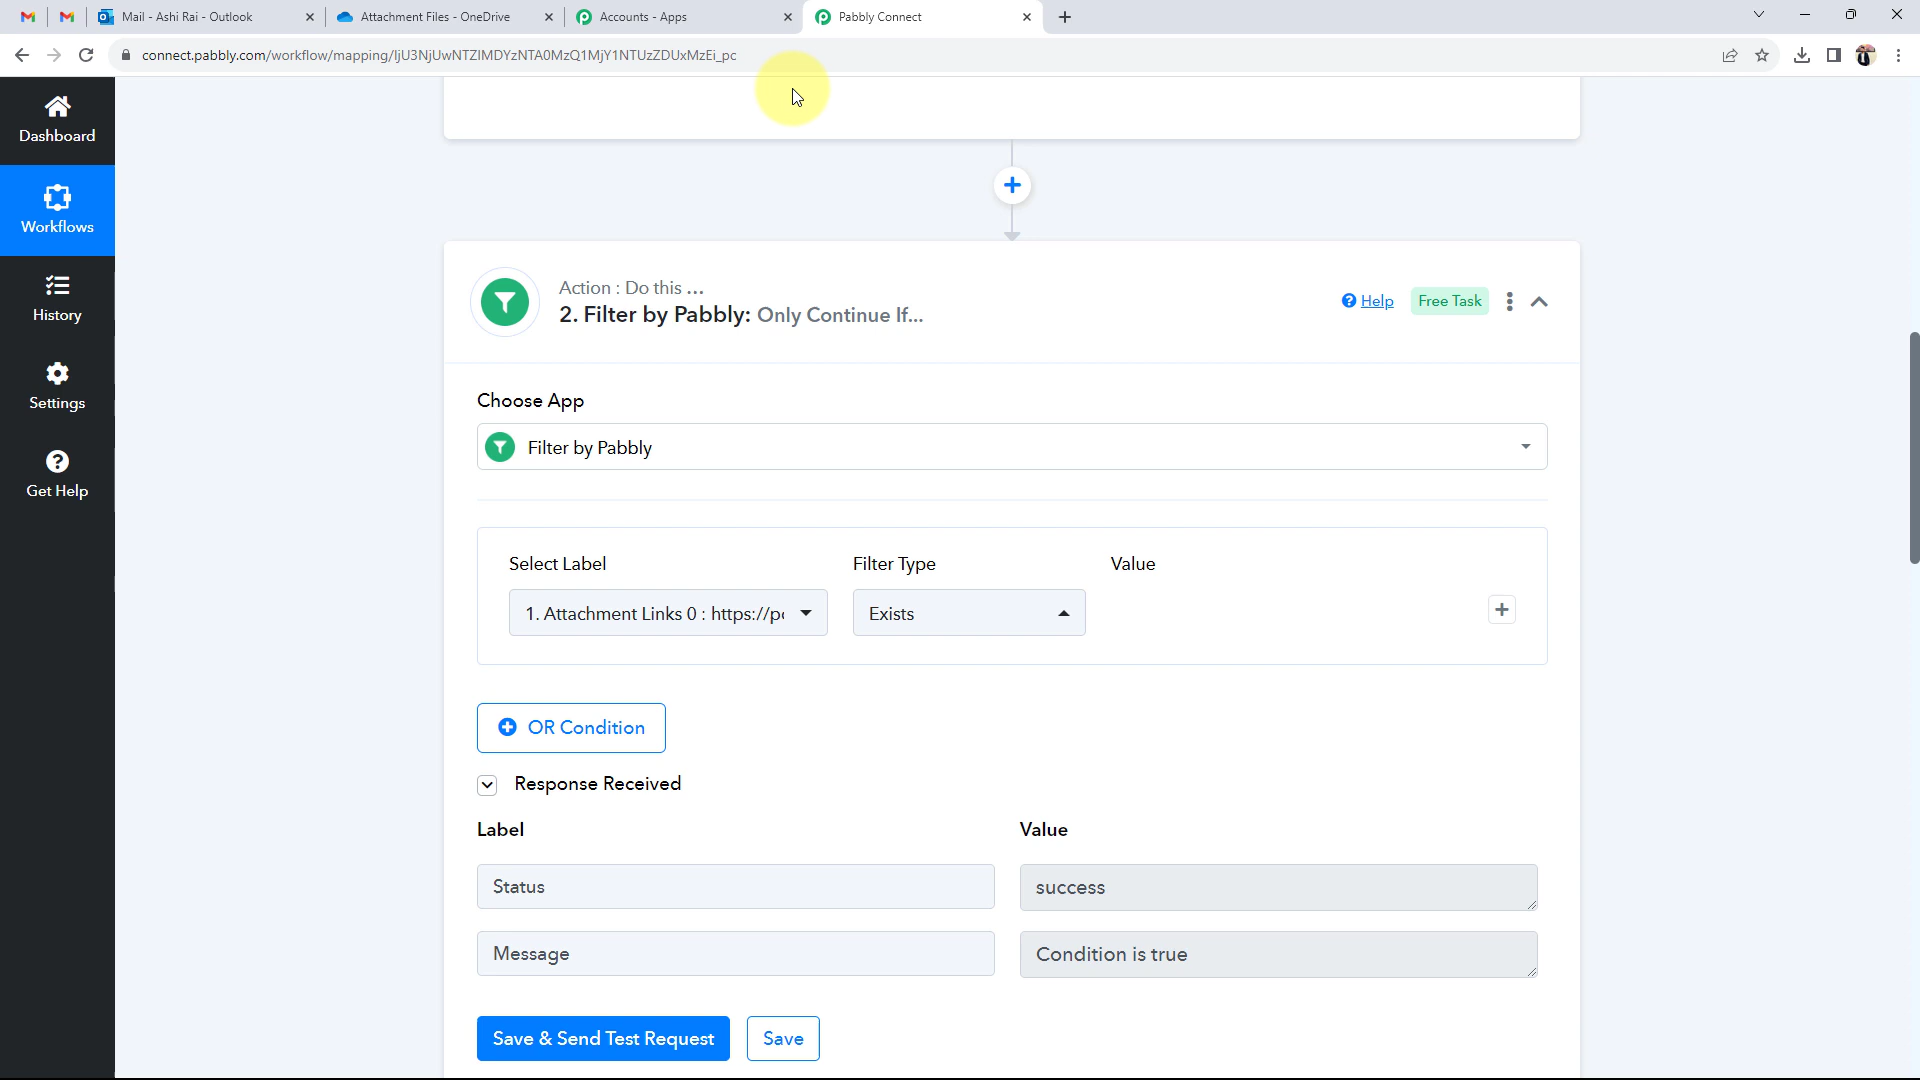 Mail - Ashi Rai - Outlook
Attachment Files - OneDrive
Accounts - Apps
Pabbly Connect
connect.pabbly.com/workflow/mapping/IjU3NjUwNTZlMDYzNTA0MzQ1MjY1NTUzZDUxMzEi_pc
Dashboard
Workflows
History
Settings
Get Help
Action : Do this ...
2. Filter by Pabbly: Only Continue If...
Help
Free Task
Choose App
Filter by Pabbly
Select Label
Filter Type
Value
1. Attachment Links 0 : https://p
Exists
OR Condition
Response Received
Label
Value
Status
success
Message
Condition is true
Save & Send Test Request
Save